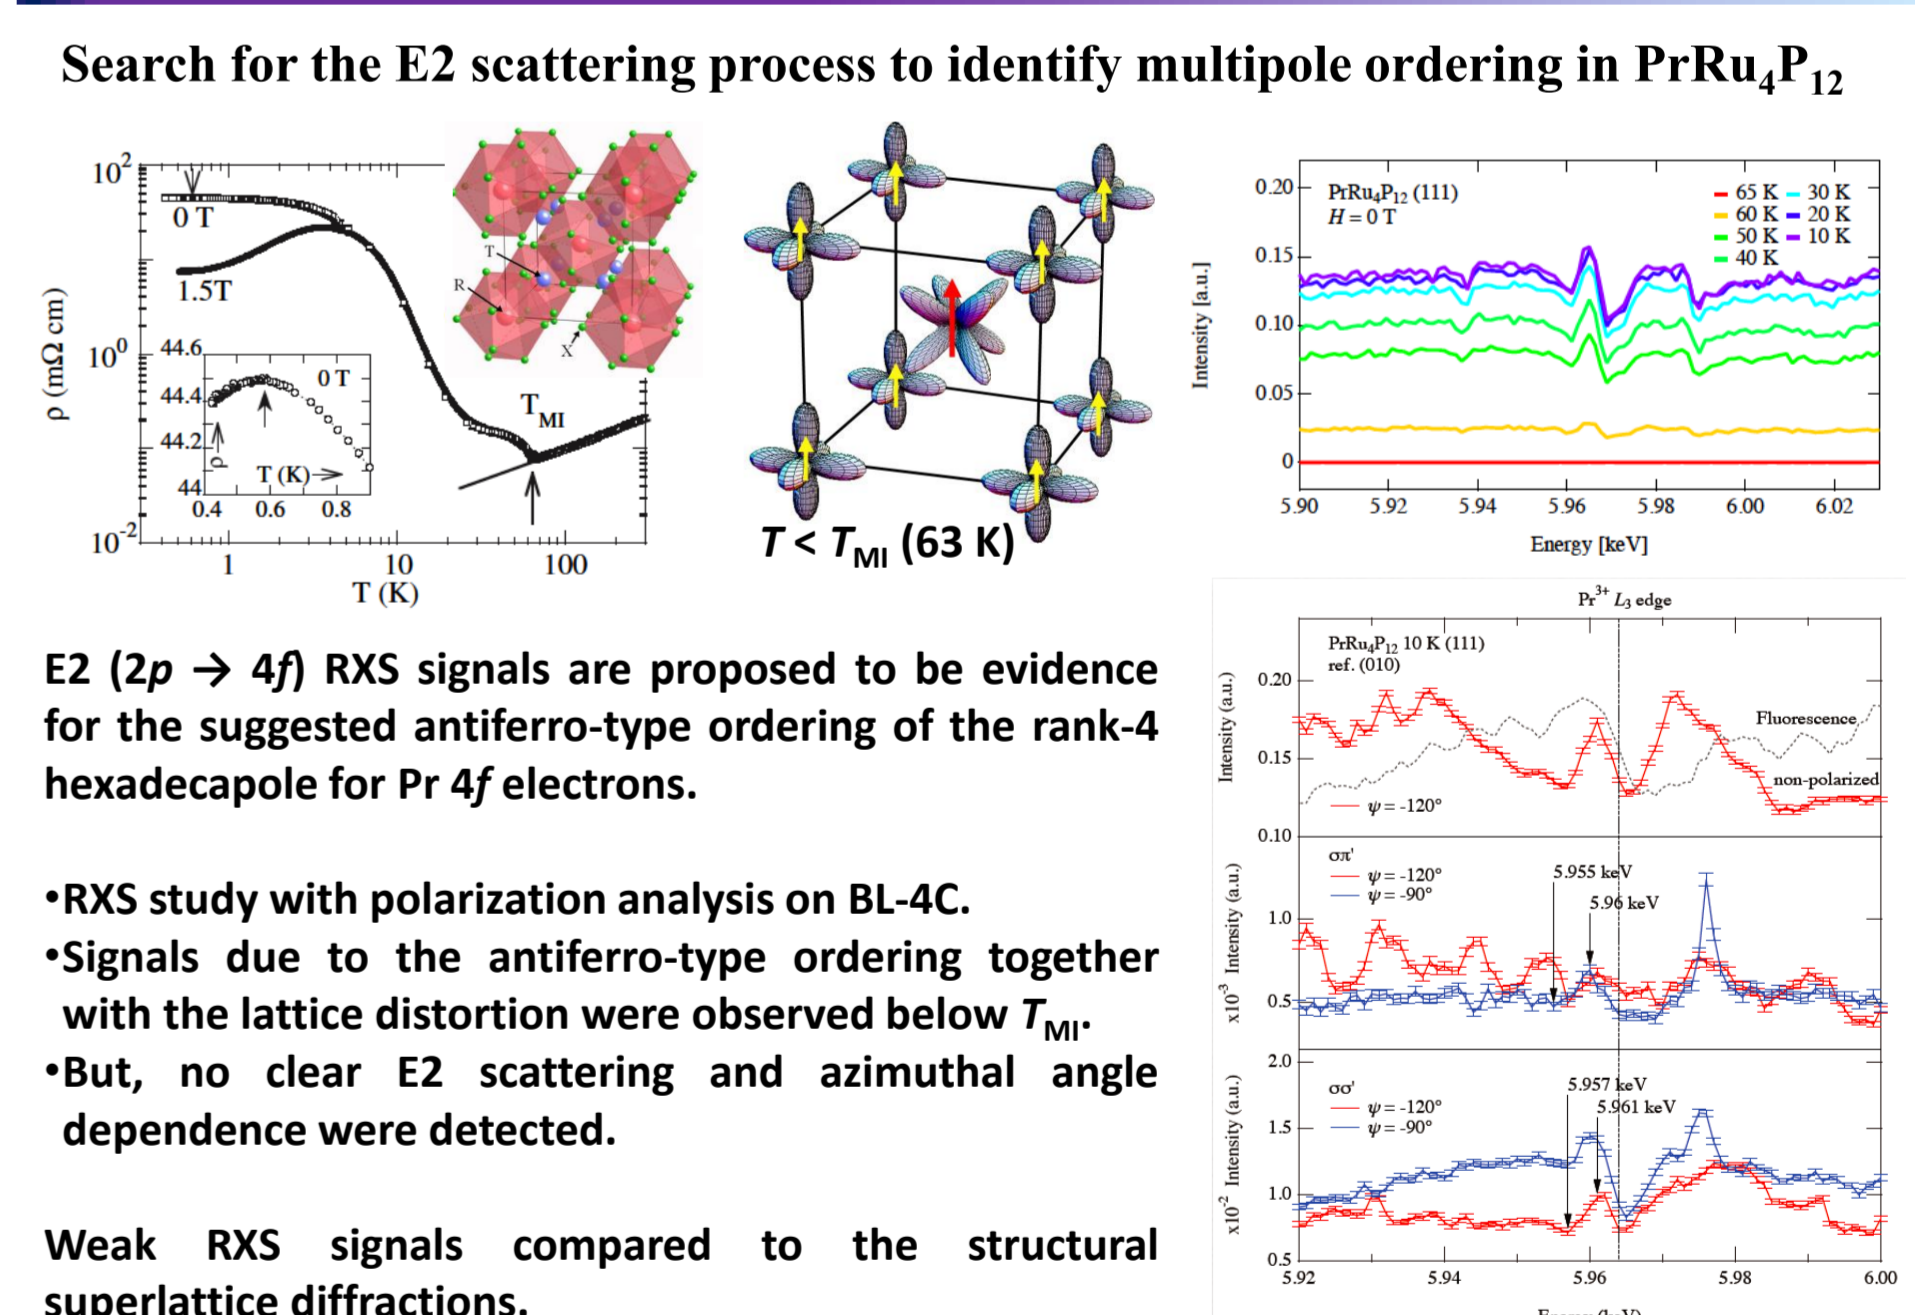 Search for the E2 scattering process to identify multipole ordering in PrRu₄P₁₂
10²
10⁰
10⁻²
ρ (mΩ cm)
0 T
1.5T
44.6
44.4
44.2
44
0 T
ρ
T (K)
0.4 0.6 0.8
T_MI
1 10 100
T (K)
T
R
X
T < T_MI (63 K)
0.20
0.15
0.10
0.05
0
Intensity [a.u.]
PrRu₄P₁₂ (111)
H = 0 T
65 K 30 K
60 K 20 K
50 K 10 K
40 K
5.90 5.92 5.94 5.96 5.98 6.00 6.02
Energy [keV]
E2 (2p → 4f) RXS signals are proposed to be evidence
for the suggested antiferro-type ordering of the rank-4
hexadecapole for Pr 4f electrons.
•RXS study with polarization analysis on BL-4C.
•Signals due to the antiferro-type ordering together
with the lattice distortion were observed below T_MI.
•But, no clear E2 scattering and azimuthal angle
dependence were detected.
Weak RXS signals compared to the structural
superlattice diffractions.
Pr³⁺ L₃ edge
PrRu₄P₁₂ 10 K (111)
ref. (010)
0.20
0.15
0.10
Intensity (a.u.)
Fluorescence
non-polarized
ψ = -120°
σπ'
ψ = -120°
ψ = -90°
5.955 keV
5.96 keV
1.0
0.5
x10⁻³ Intensity (a.u.)
σσ'
ψ = -120°
ψ = -90°
5.957 keV
5.961 keV
2.0
1.5
1.0
0.5
x10⁻² Intensity (a.u.)
5.92 5.94 5.96 5.98 6.00
Energy (keV)